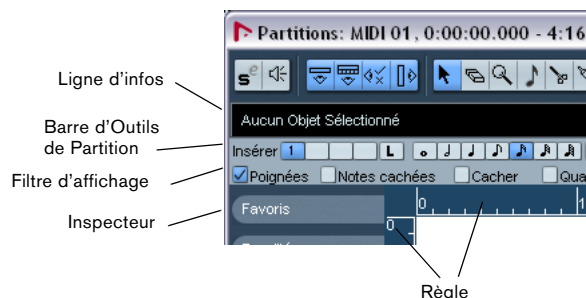 Partitions: MIDI 01, 0:00:00.000 - 4:16
Ligne d'infos
Aucun Objet Sélectionné
Barre d'Outils
de Partition
Insérer 1 L
Filtre d'affichage
Poignées Notes cachées Cacher
Inspecteur
Favoris
0 1
0
Règle